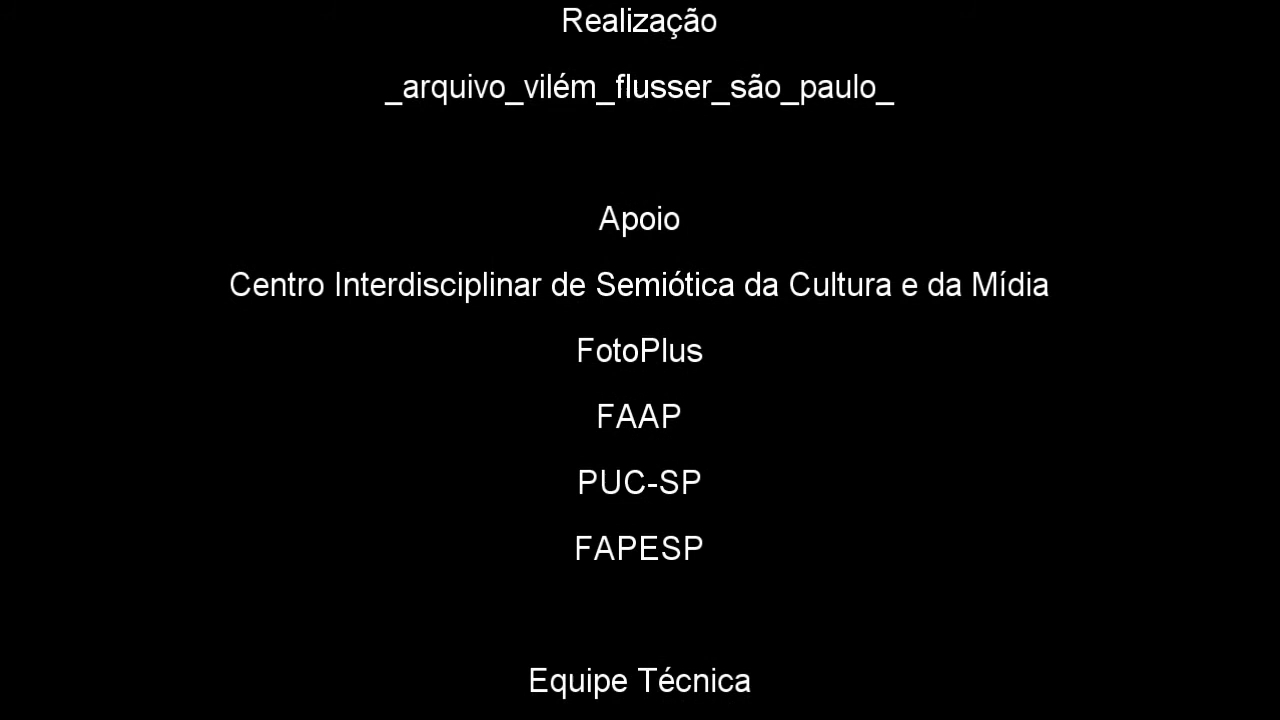 Realização
_arquivo_vilém_flusser_são_paulo_
Apoio
Centro Interdisciplinar de Semiótica da Cultura e da Mídia
FotoPlus
FAAP
PUC-SP
FAPESP
Equipe Técnica